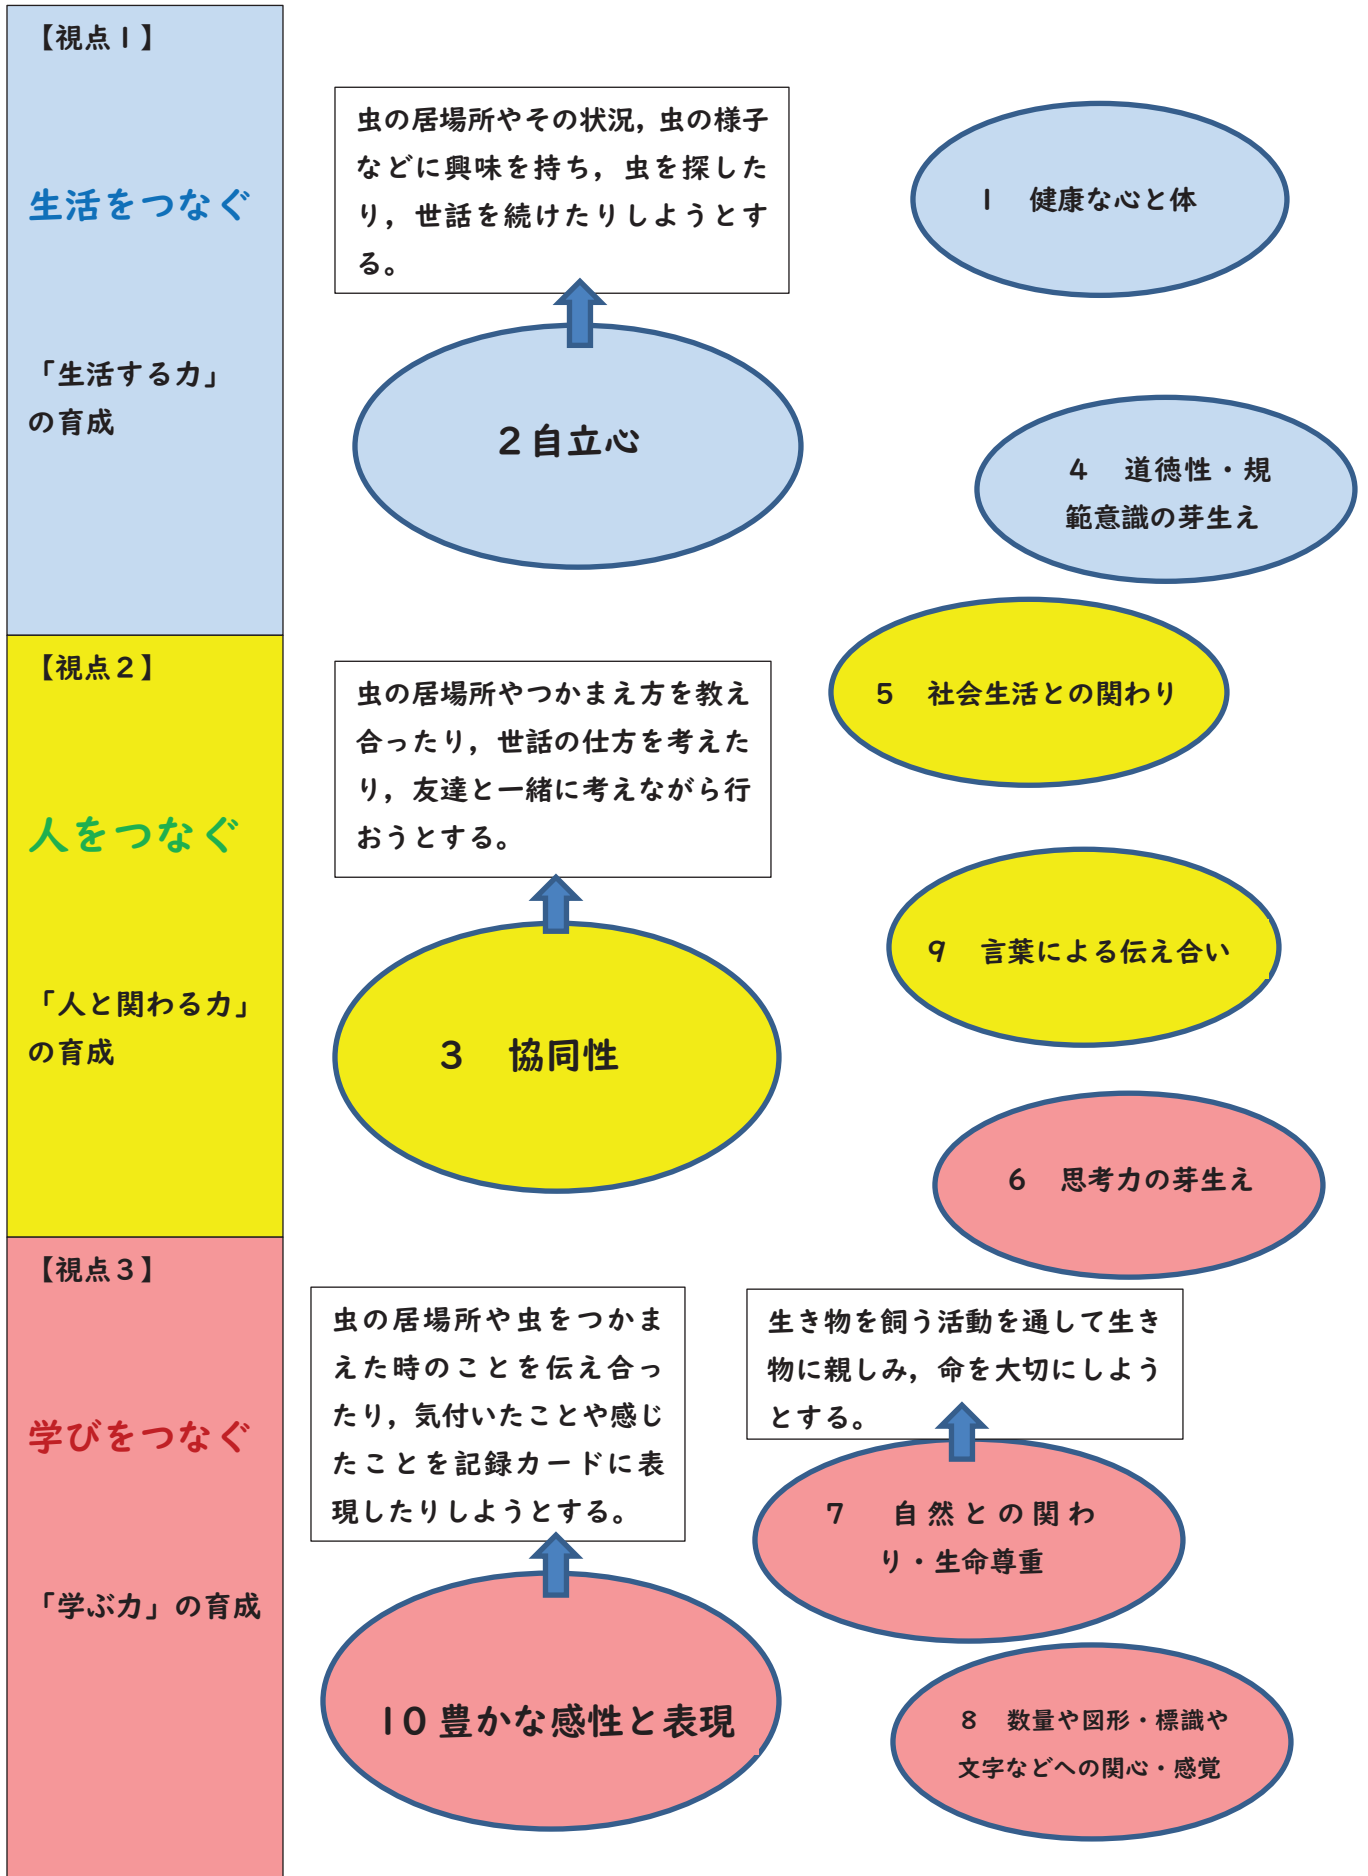 【視点1】
生活をつなぐ
「生活する力」
の育成
虫の居場所やその状況，虫の様子
などに興味を持ち，虫を探した
り，世話を続けたりしようとす
る。
2自立心
1　健康な心と体
4　道徳性・規
範意識の芽生え
【視点2】
人をつなぐ
「人と関わる力」
の育成
虫の居場所やつかまえ方を教え
合ったり，世話の仕方を考えた
り，友達と一緒に考えながら行
おうとする。
3　協同性
5　社会生活との関わり
9　言葉による伝え合い
6　思考力の芽生え
【視点3】
学びをつなぐ
「学ぶ力」の育成
虫の居場所や虫をつかま
えた時のことを伝え合っ
たり，気付いたことや感じ
たことを記録カードに表
現したりしようとする。
10豊かな感性と表現
生き物を飼う活動を通して生き
物に親しみ，命を大切にしよう
とする。
7　自然との関わ
り・生命尊重
8　数量や図形・標識や
文字などへの関心・感覚